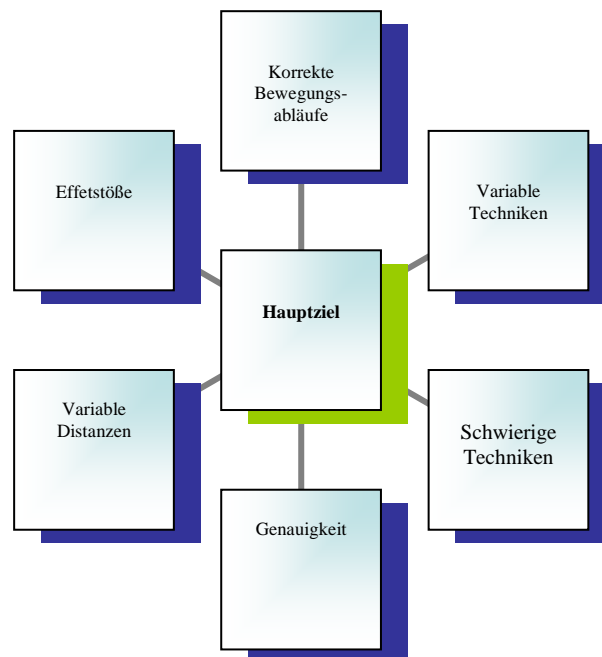 Korrekte
Bewegungs-
abläufe
Effetstöße
Variable
Techniken
Hauptziel
Variable
Distanzen
Schwierige
Techniken
Genauigkeit